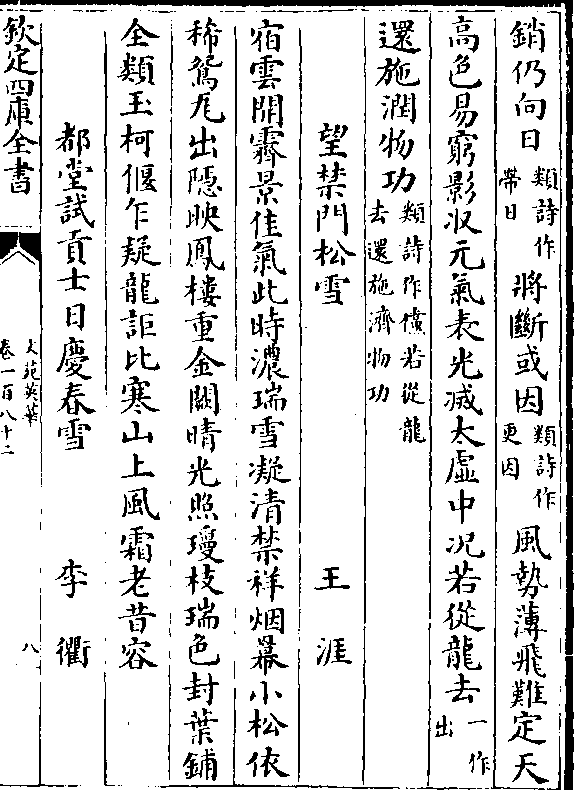 銷仍向日類詩作帶日將斷或因類詩作更因風勢薄飛難定天
高色易窮影收元氣表光滅太虛中況若從龍去一作出
還施潤物功類詩作儻若從龍去還施濟物功
望禁門松雪 王涯
宿雲開霽景佳氣此時濃瑞雪凝清禁祥烟羃小松依
稀鴛瓦出隱映鳳樓重金闕晴光照瓊枝瑞色封葉鋪
全類玉柯偃乍疑龍詎比寒山上風霜老昔容
都堂試貢士日慶春雪 李衢
欽定四庫全書
文苑英華
卷一百八十二
八